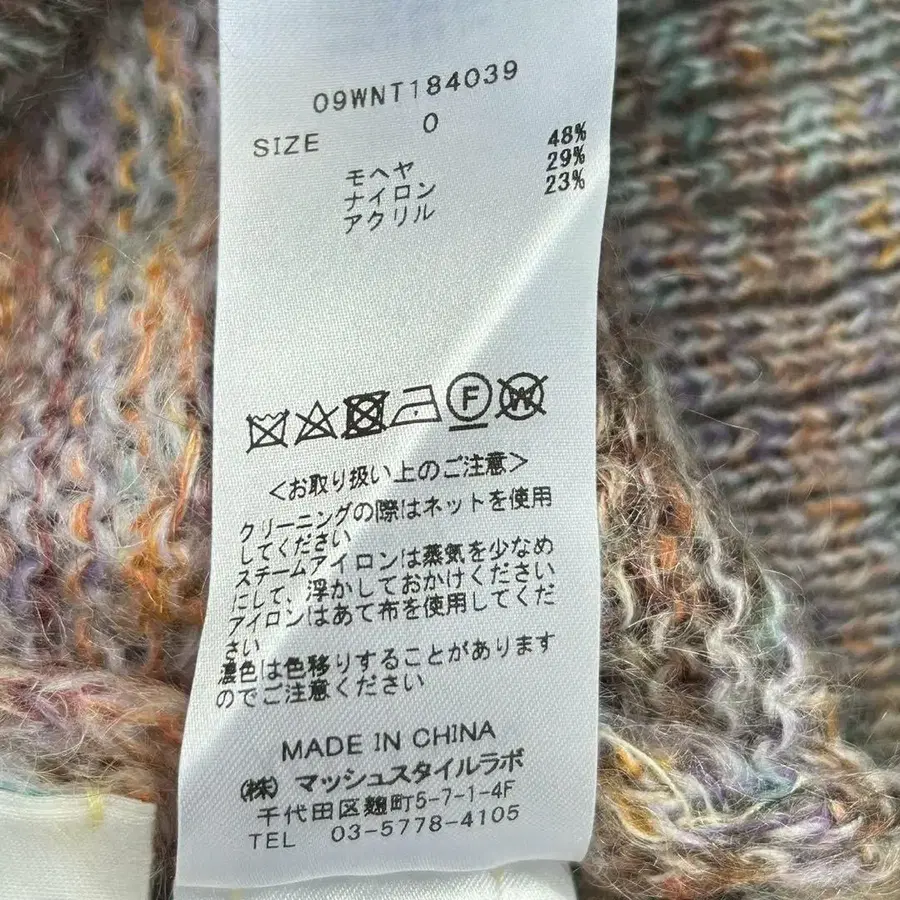 09WNT184039
SIZE 0
モヘヤ 48%
ナイロン 29%
アクリル 23%
F W
<お取り扱い上のご注意>
クリーニングの際はネットを使用
してください
スチームアイロンは蒸気を少なめ
にして、浮かしておかけください
アイロンはあて布を使用してくだ
さい
濃色は色移りすることがあります
のでご注意ください
MADE IN CHINA
(株) マッシュスタイルラボ
千代田区麹町5-7-1-4F
TEL 03-5778-4105